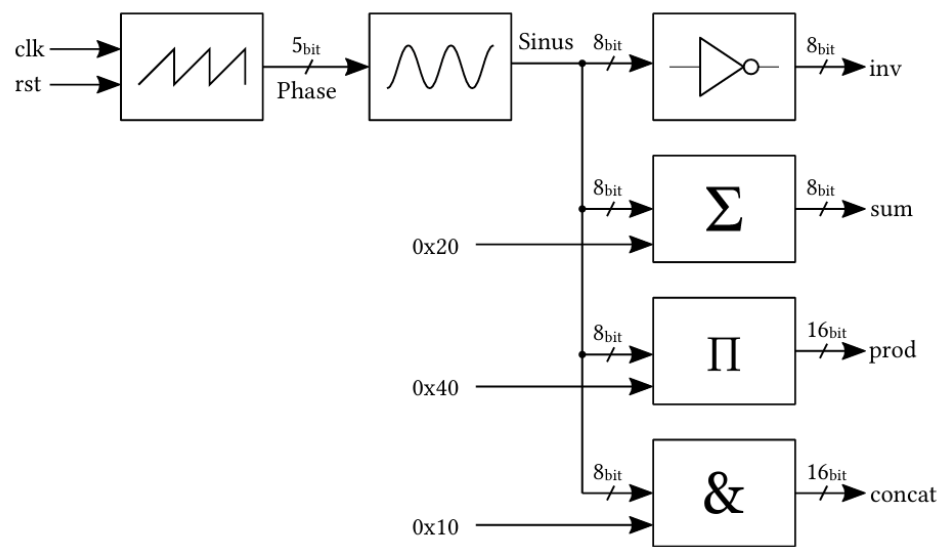 clk
rst
5bit
Phase
Sinus
8bit
8bit
inv
8bit
Σ
8bit
sum
0x20
8bit
Π
16bit
prod
0x40
8bit
&
16bit
concat
0x10